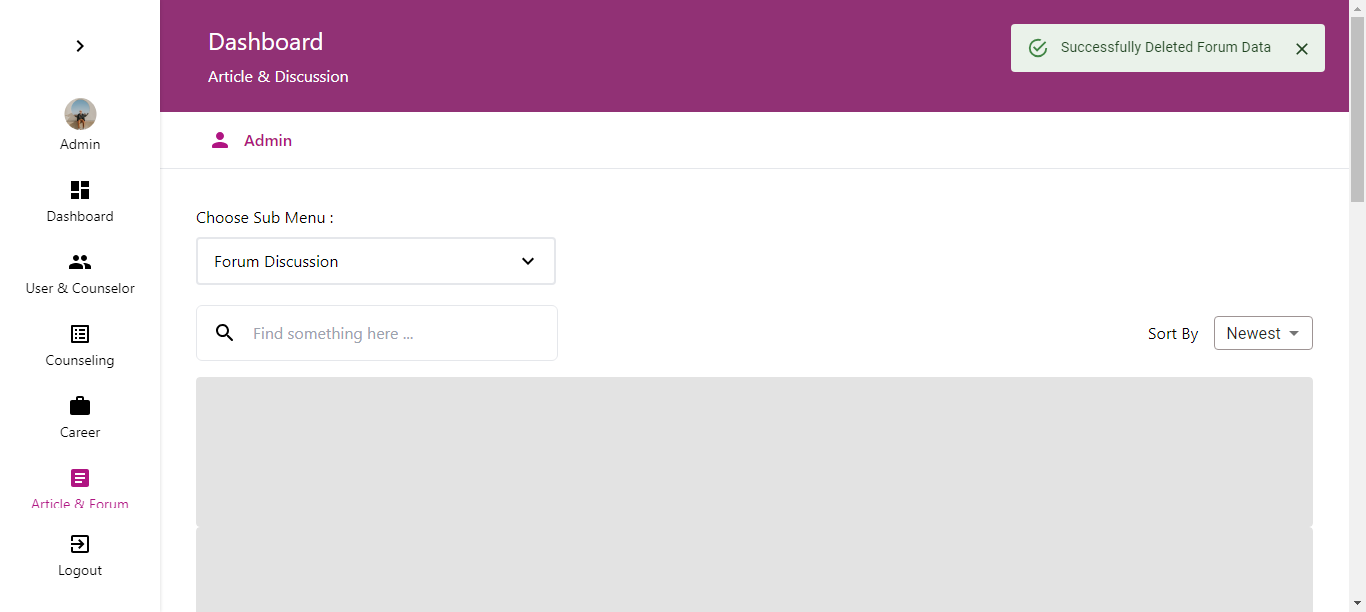 Dashboard
Article & Discussion
Successfully Deleted Forum Data
Admin
Admin
Dashboard
User & Counselor
Counseling
Career
Article & Forum
Logout
Choose Sub Menu :
Forum Discussion
Find something here ...
Sort By
Newest